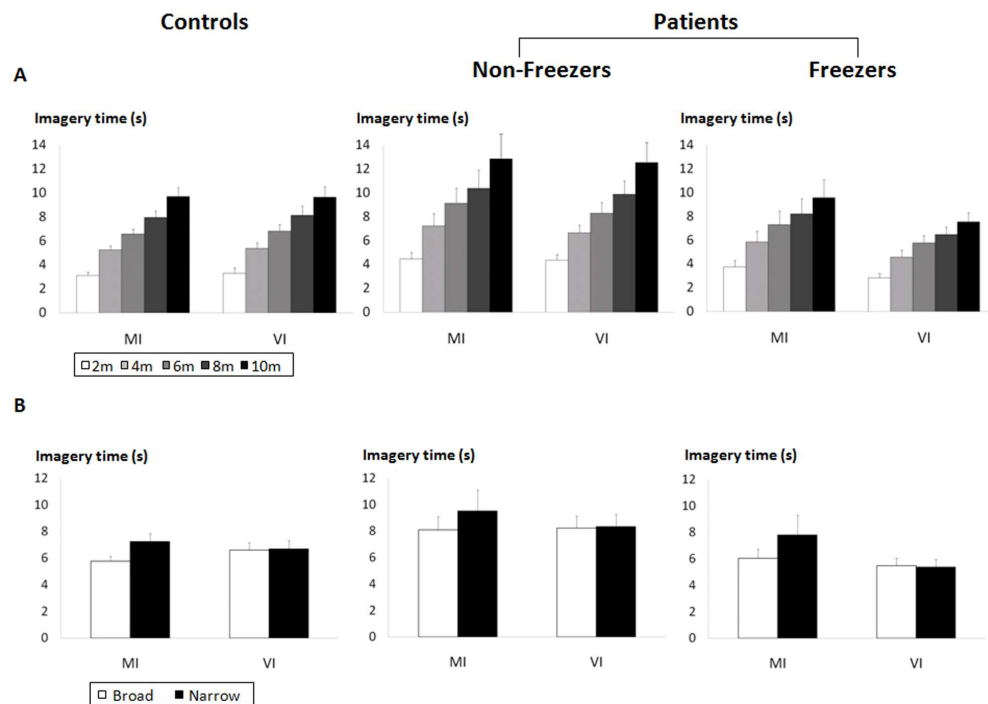 Controls
Patients
Non-Freezers
Freezers
A
Imagery time (s)
14
12
10
8
6
4
2
0
MI
VI
Imagery time (s)
14
12
10
8
6
4
2
0
MI
VI
Imagery time (s)
14
12
10
8
6
4
2
0
MI
VI
2m 4m 6m 8m 10m
B
Imagery time (s)
12
10
8
6
4
2
0
MI
VI
Imagery time (s)
12
10
8
6
4
2
0
MI
VI
Imagery time (s)
12
10
8
6
4
2
0
MI
VI
Broad Narrow